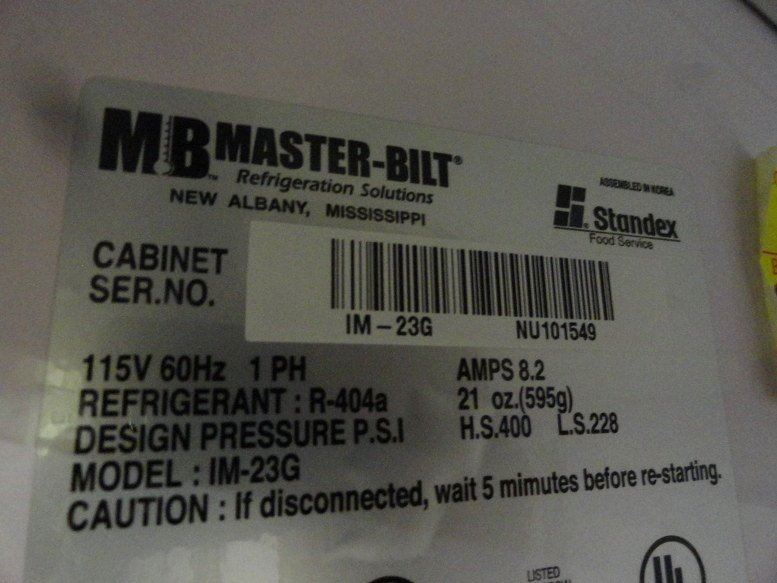 MB MASTER-BILT®
Refrigeration Solutions
NEW ALBANY, MISSISSIPPI
ASSEMBLED IN KOREA
Standex
Food Service
CABINET
SER.NO.
IM-23G NU101549
115V 60Hz 1 PH AMPS 8.2
REFRIGERANT : R-404a 21 oz.(595g)
DESIGN PRESSURE P.S.I H.S.400 L.S.228
MODEL : IM-23G
CAUTION : If disconnected, wait 5 mimutes before re-starting.
LISTED
UL